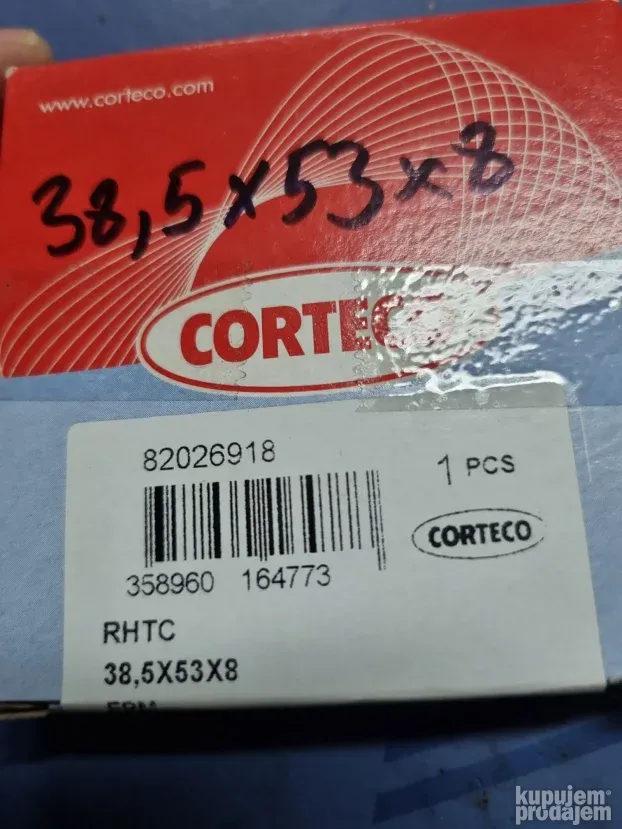 www.corteco.com
38,5x53x8
CORTECO
82026918
1 PCS
CORTECO
358960 164773
RHTC
38,5X53X8
kupujem
prodajem